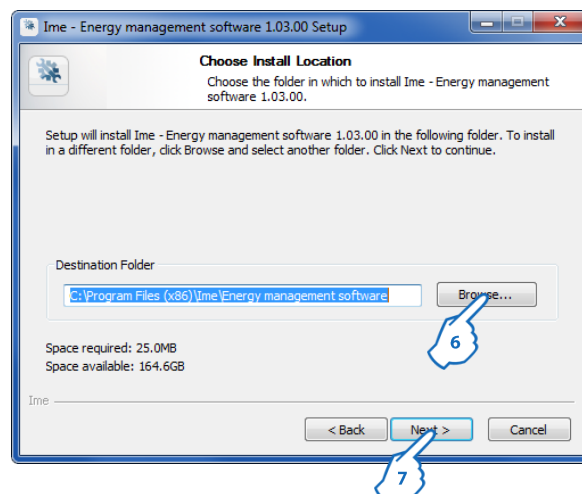 Ime - Energy management software 1.03.00 Setup
Choose Install Location
Choose the folder in which to install Ime - Energy management
software 1.03.00.
Setup will install Ime - Energy management software 1.03.00 in the following folder. To install
in a different folder, click Browse and select another folder. Click Next to continue.
Destination Folder
C:\Program Files (x86)\Ime\Energy management software
Browse...
6
Space required: 25.0MB
Space available: 164.6GB
Ime
< Back
Next >
Cancel
7